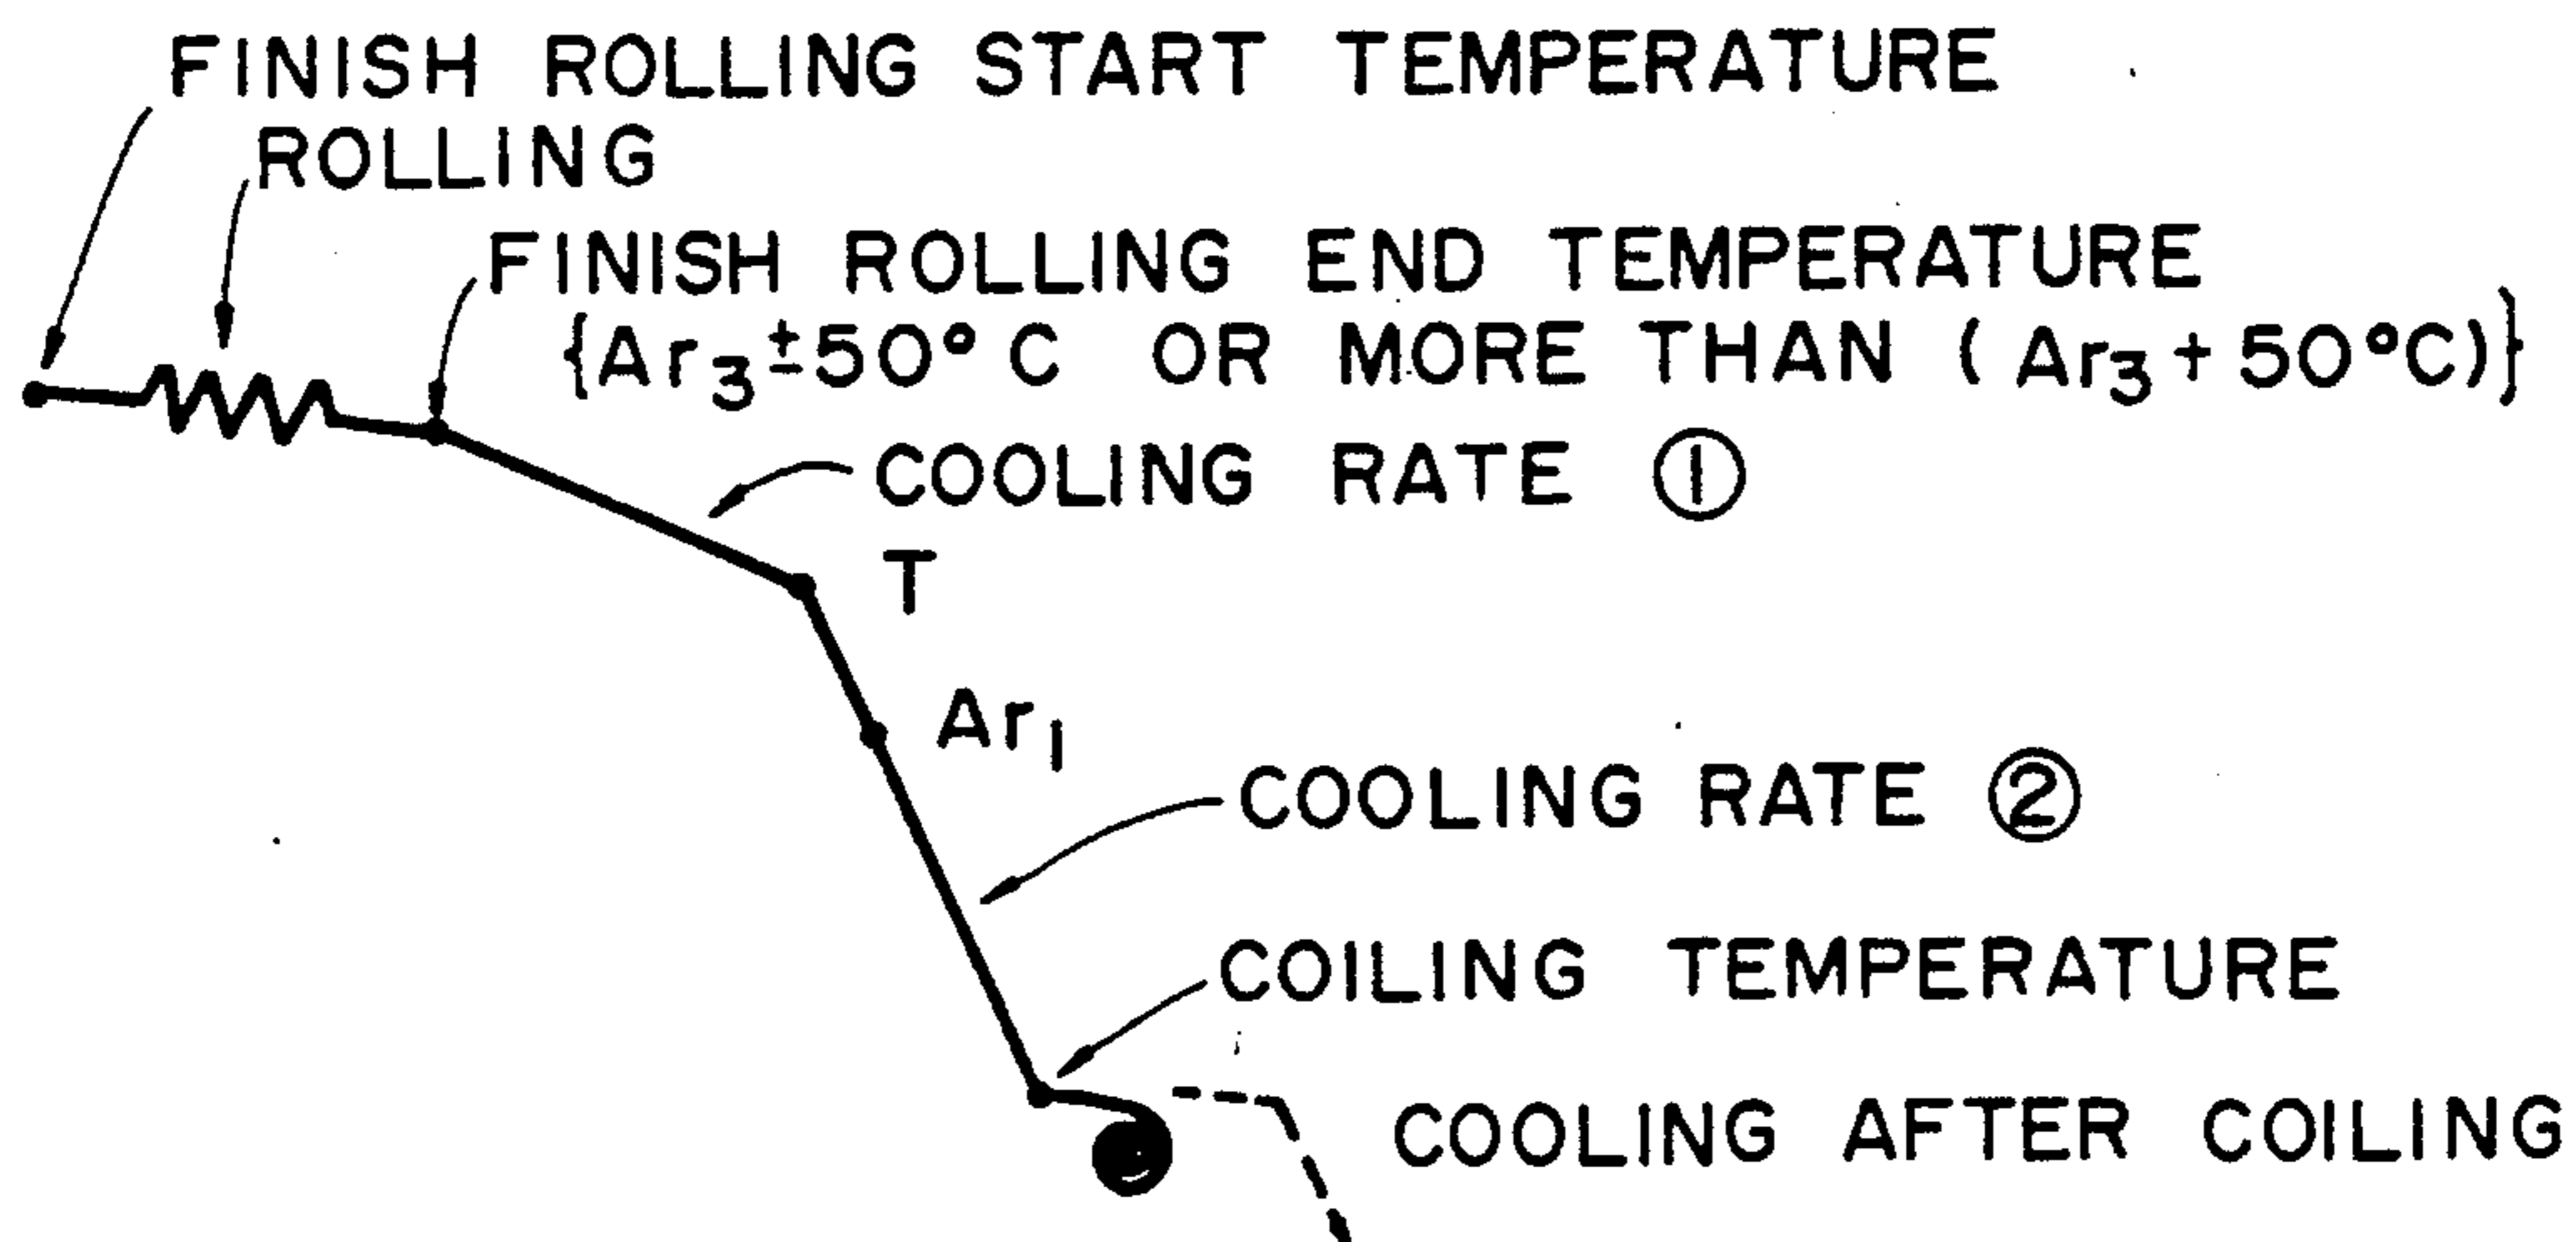 FINISH ROLLING START TEMPERATURE
ROLLING
FINISH ROLLING END TEMPERATURE
{Ar₃±50°C OR MORE THAN (Ar₃+50°C)}
COOLING RATE ①
T
Ar₁
COOLING RATE ②
COILING TEMPERATURE
COOLING AFTER COILING